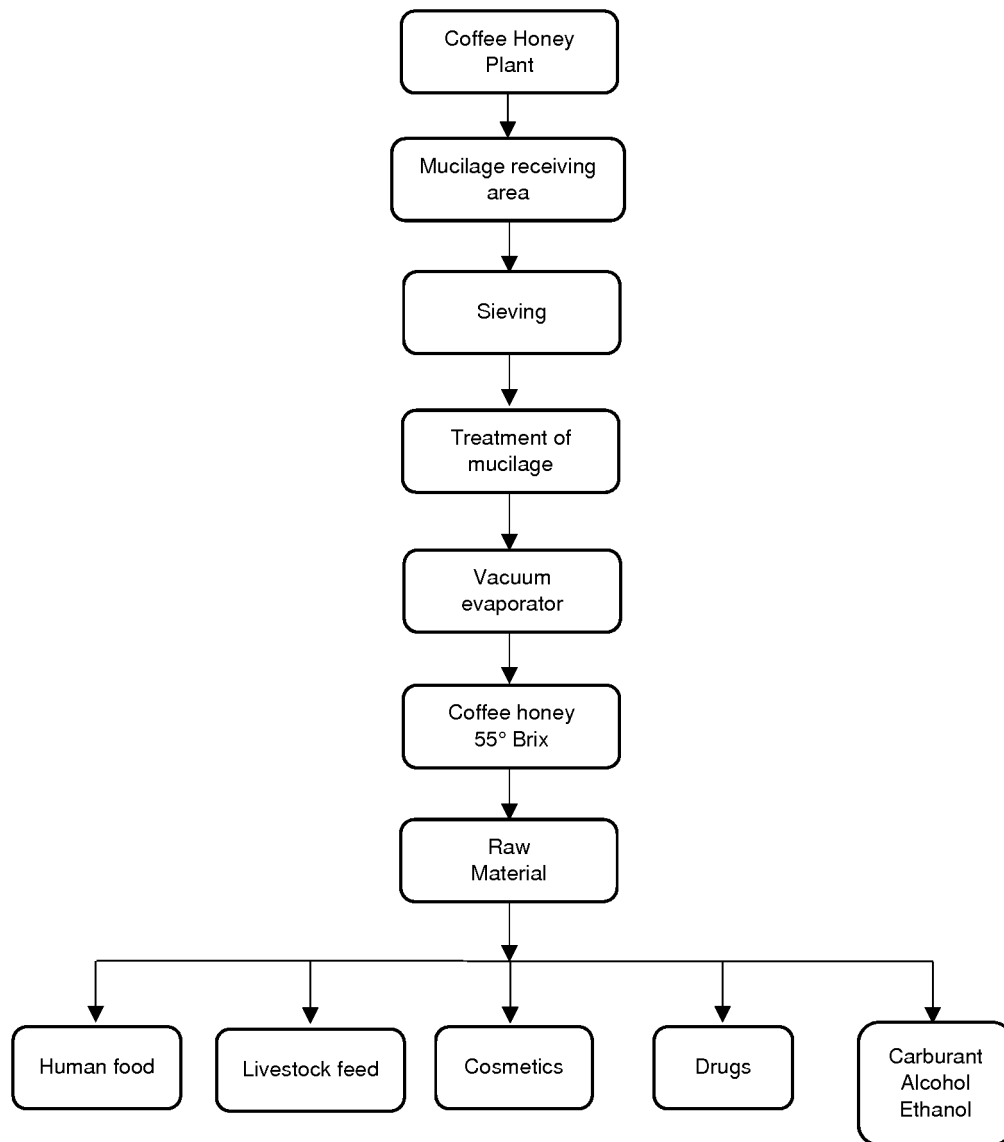 Coffee Honey
Plant
Mucilage receiving
area
Sieving
Treatment of
mucilage
Vacuum
evaporator
Coffee honey
55° Brix
Raw
Material
Human food
Livestock feed
Cosmetics
Drugs
Carburant
Alcohol
Ethanol